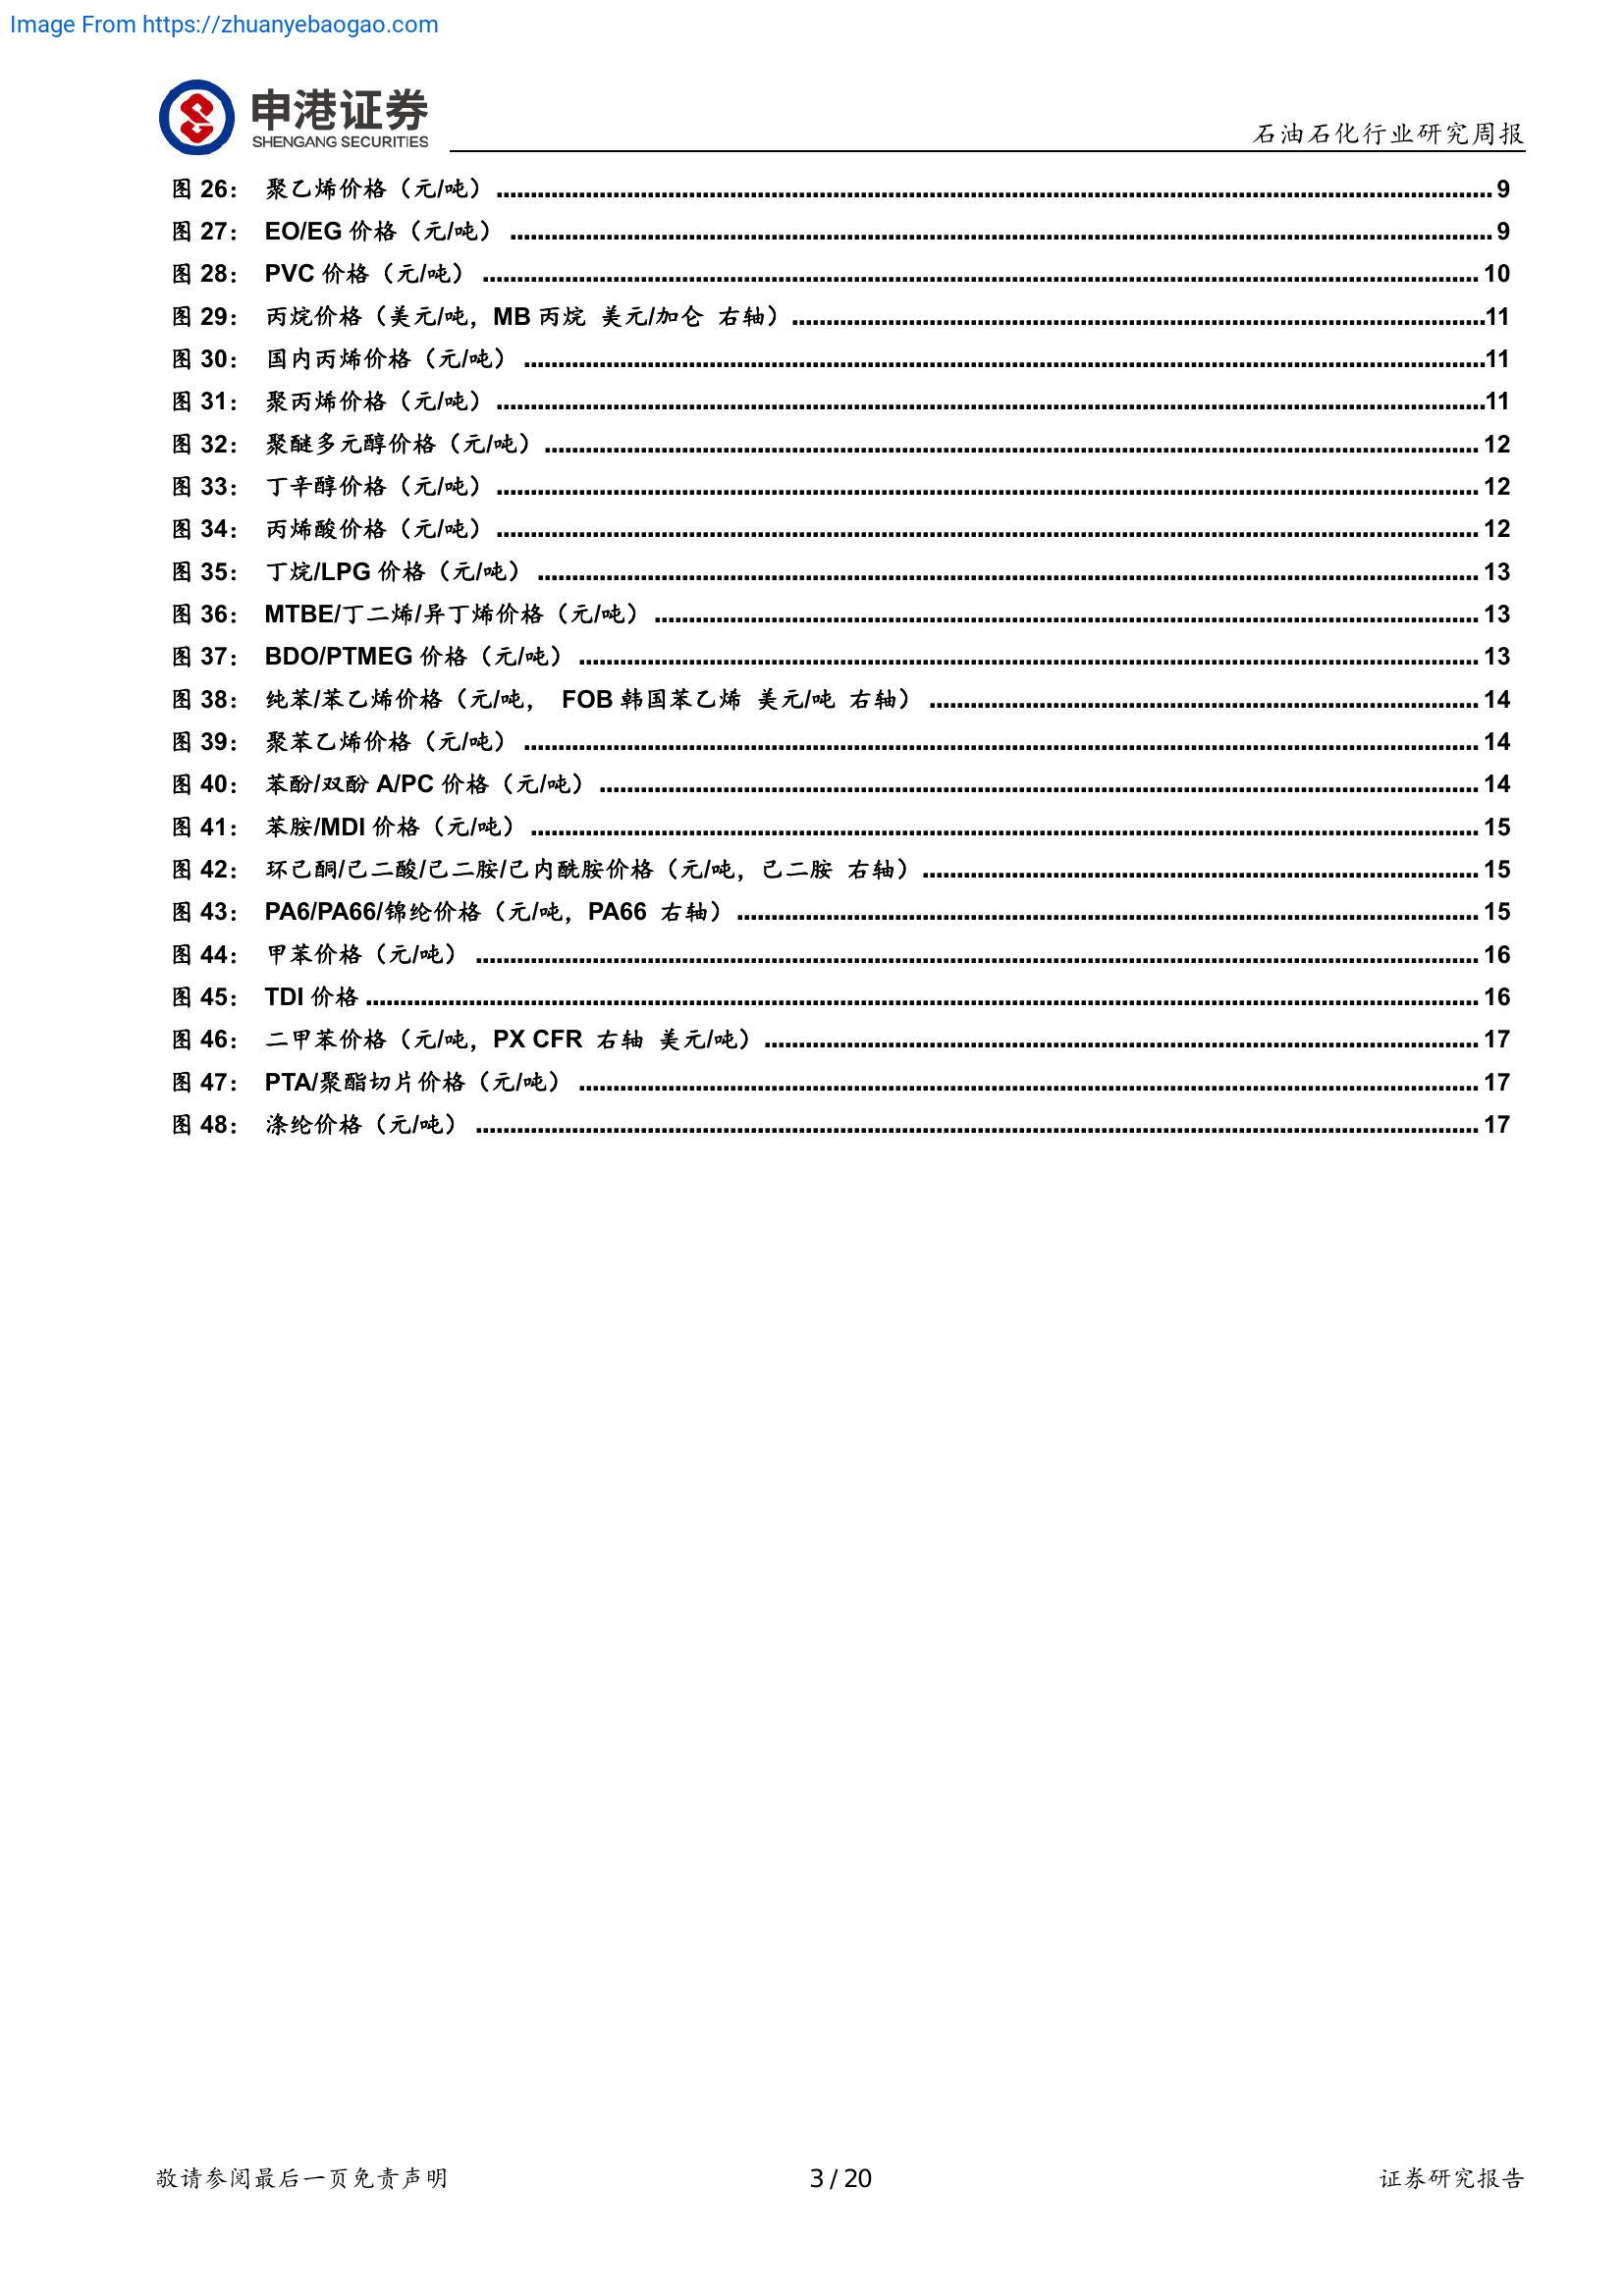 Image From https://zhuanyebaogao.com
申港证券
SHENGANG SECURITIES
石油石化行业研究周报
图 26： 聚乙烯价格（元/吨） 9
图 27： EO/EG 价格（元/吨） 9
图 28： PVC 价格（元/吨） 10
图 29： 丙烷价格（美元/吨，MB 丙烷 美元/加仑 右轴） 11
图 30： 国内丙烯价格（元/吨） 11
图 31： 聚丙烯价格（元/吨） 11
图 32： 聚醚多元醇价格（元/吨） 12
图 33： 丁辛醇价格（元/吨） 12
图 34： 丙烯酸价格（元/吨） 12
图 35： 丁烷/LPG 价格（元/吨） 13
图 36： MTBE/丁二烯/异丁烯价格（元/吨） 13
图 37： BDO/PTMEG 价格（元/吨） 13
图 38： 纯苯/苯乙烯价格（元/吨， FOB 韩国苯乙烯 美元/吨 右轴） 14
图 39： 聚苯乙烯价格（元/吨） 14
图 40： 苯酚/双酚 A/PC 价格（元/吨） 14
图 41： 苯胺/MDI 价格（元/吨） 15
图 42： 环己酮/己二酸/己二胺/己内酰胺价格（元/吨，己二胺 右轴） 15
图 43： PA6/PA66/锦纶价格（元/吨，PA66 右轴） 15
图 44： 甲苯价格（元/吨） 16
图 45： TDI 价格 16
图 46： 二甲苯价格（元/吨，PX CFR 右轴 美元/吨） 17
图 47： PTA/聚酯切片价格（元/吨） 17
图 48： 涤纶价格（元/吨） 17
敬请参阅最后一页免责声明 3 / 20 证券研究报告